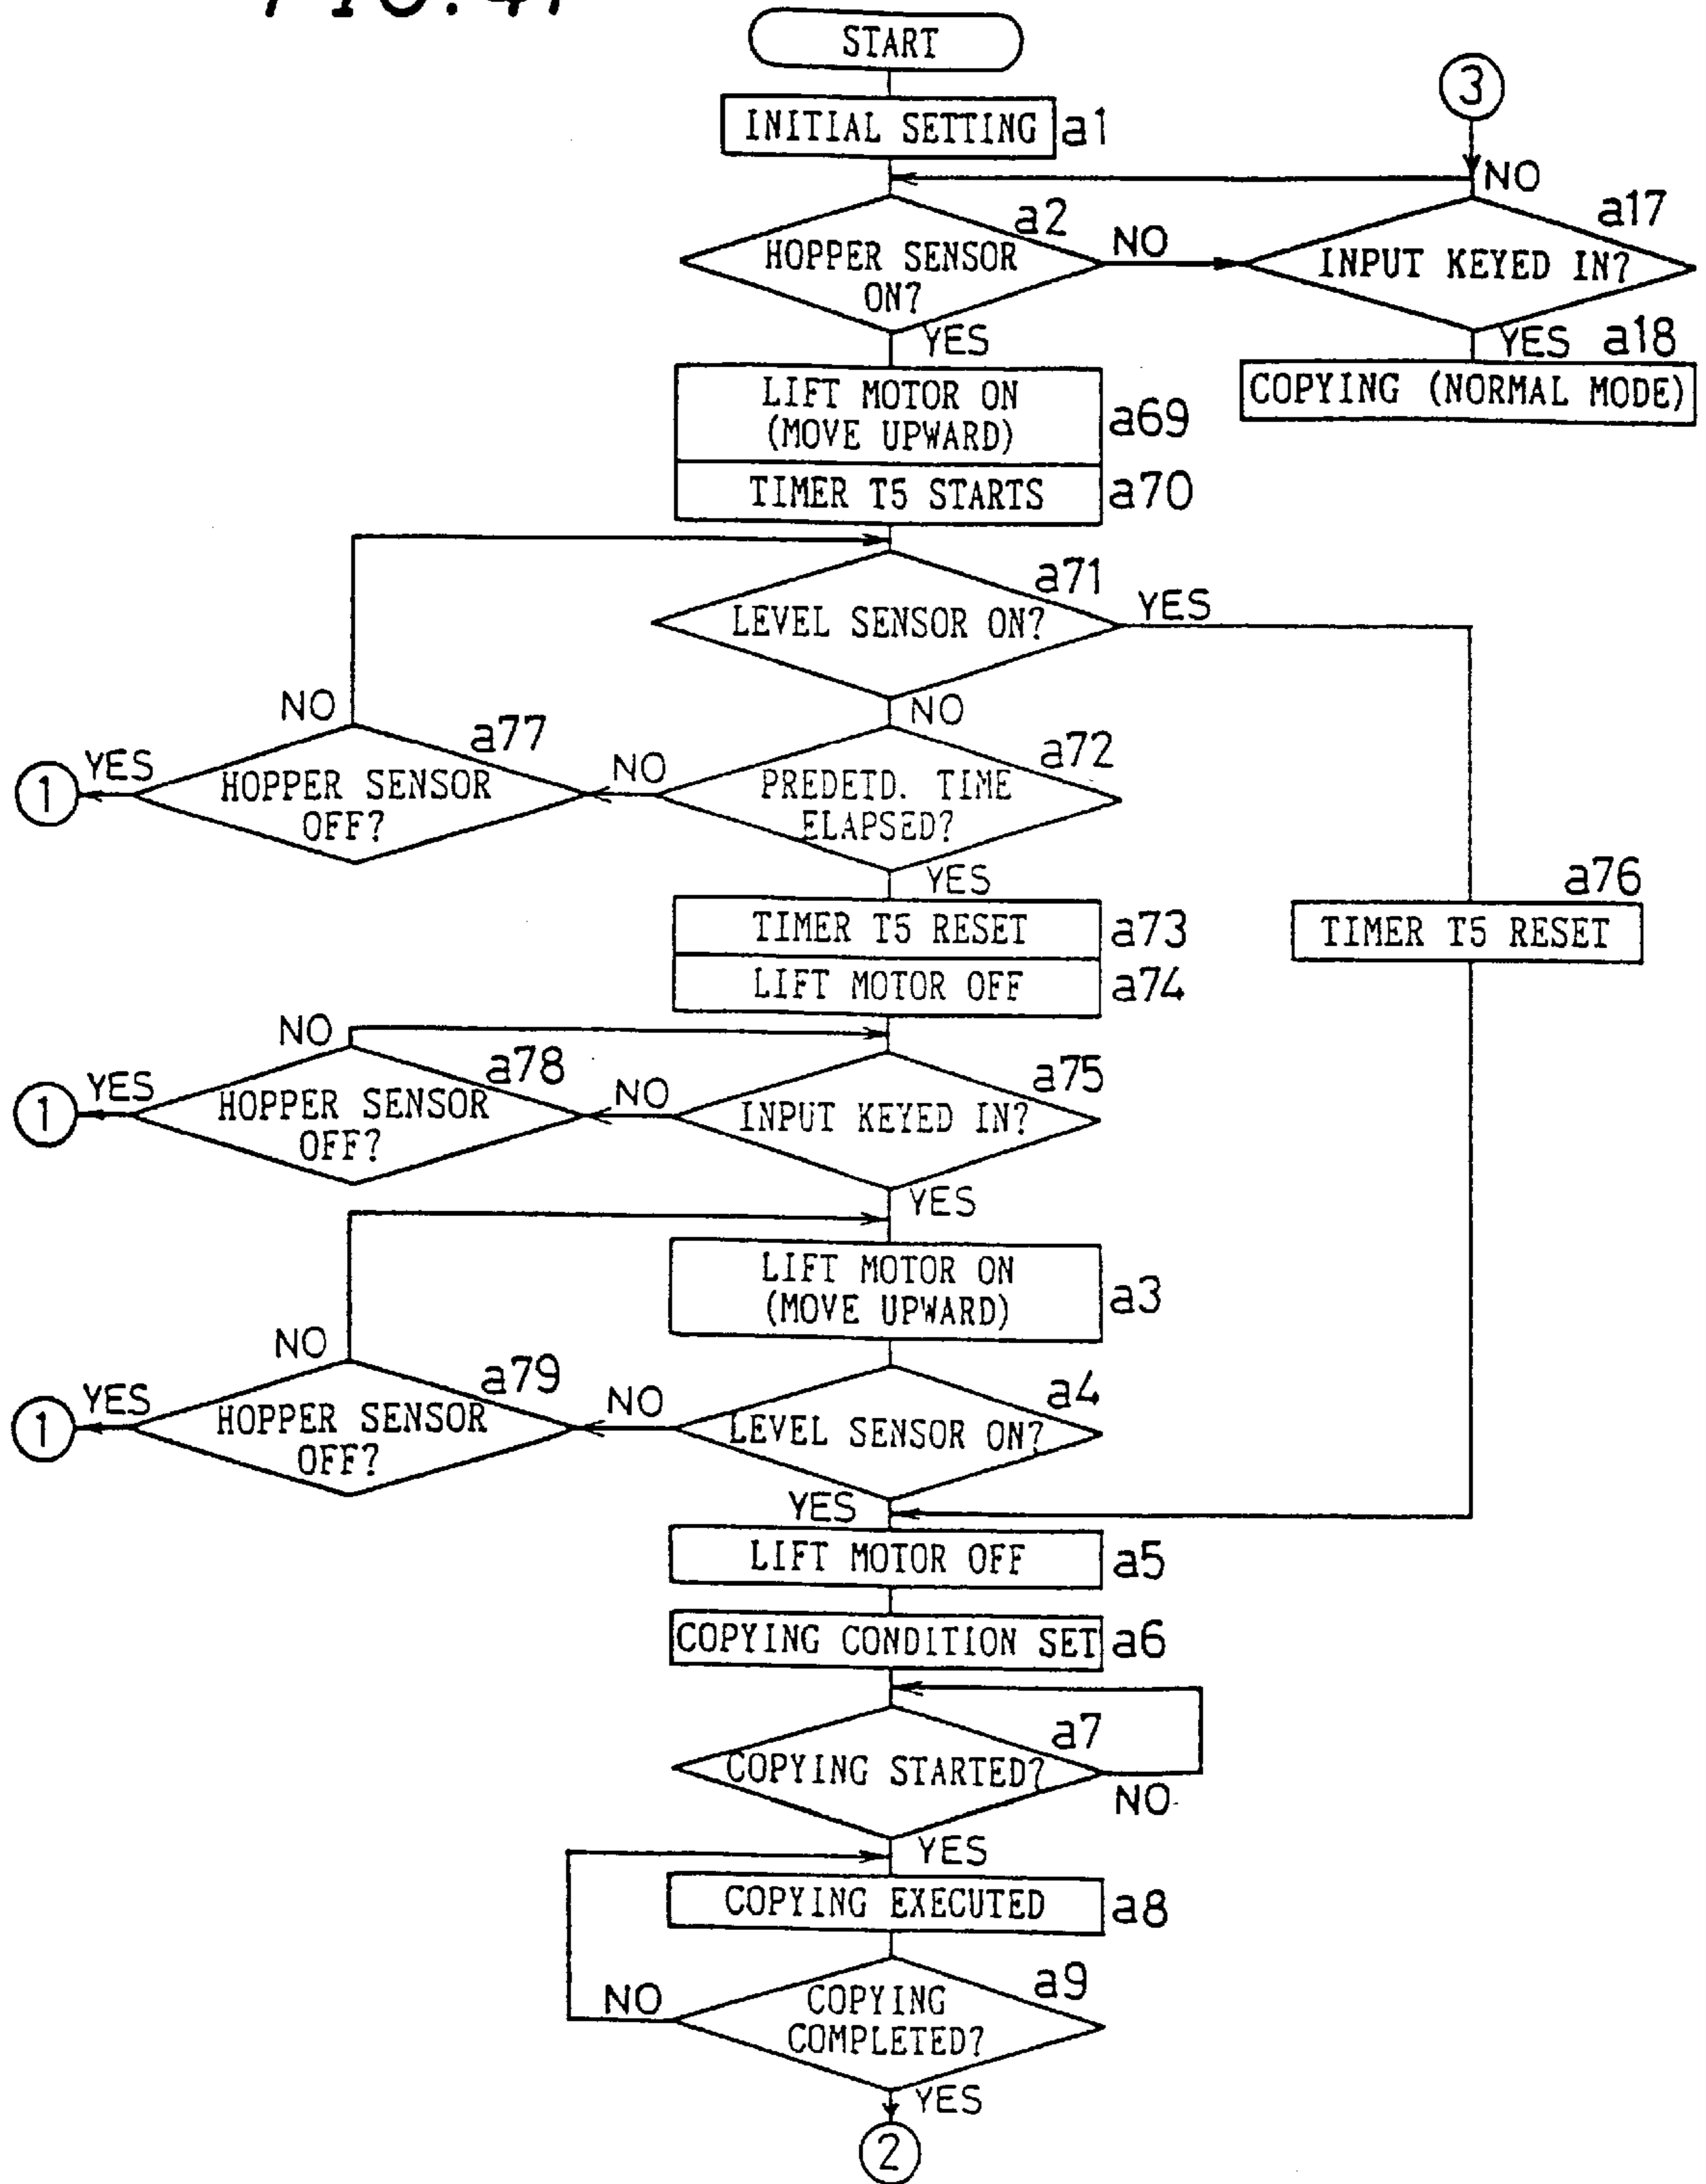 START
3
INITIAL SETTING a1
NO
a2
HOPPER SENSOR
ON?
NO
a17
INPUT KEYED IN?
YES
YES a18
LIFT MOTOR ON
(MOVE UPWARD)
a69
COPYING (NORMAL MODE)
TIMER T5 STARTS a70
a71
LEVEL SENSOR ON?
YES
NO
NO
a77
HOPPER SENSOR
OFF?
YES
1
NO
a72
PREDETD. TIME
ELAPSED?
YES
a76
TIMER T5 RESET a73
TIMER T5 RESET
LIFT MOTOR OFF a74
NO
a78
HOPPER SENSOR
OFF?
YES
1
NO
a75
INPUT KEYED IN?
YES
LIFT MOTOR ON
(MOVE UPWARD)
a3
NO
a79
HOPPER SENSOR
OFF?
YES
1
NO
a4
LEVEL SENSOR ON?
YES
LIFT MOTOR OFF a5
COPYING CONDITION SET a6
a7
COPYING STARTED?
NO
YES
COPYING EXECUTED a8
a9
NO
COPYING
COMPLETED?
YES
2